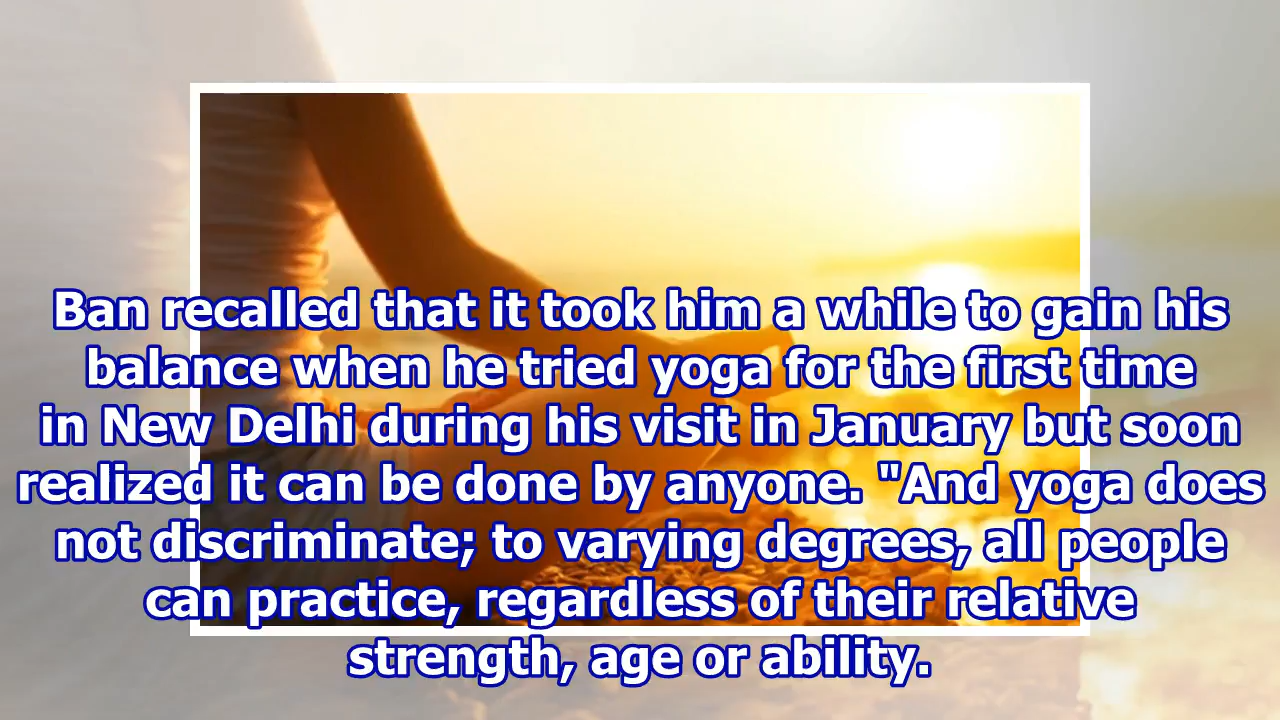 Ban recalled that it took him a while to gain his
balance when he tried yoga for the first time
in New Delhi during his visit in January but soon
realized it can be done by anyone. "And yoga does
not discriminate; to varying degrees, all people
can practice, regardless of their relative
strength, age or ability.